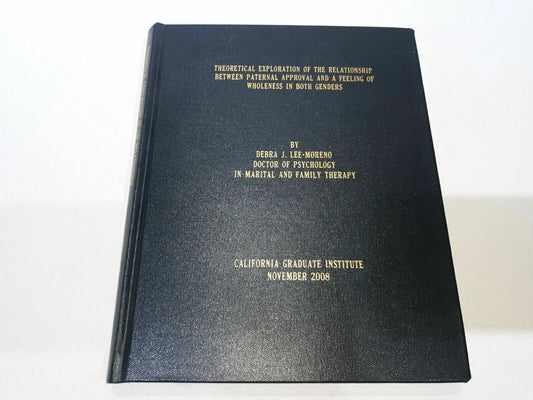 THEORETICAL EXPLORATION OF THE RELATIONSHIP
BETWEEN PATERNAL APPROVAL AND A FEELING OF
WHOLENESS IN BOTH GENDERS
BY
DEBRA J. LEE-MORENO
DOCTOR OF PSYCHOLOGY
IN MARITAL AND FAMILY THERAPY
CALIFORNIA GRADUATE INSTITUTE
NOVEMBER 2008